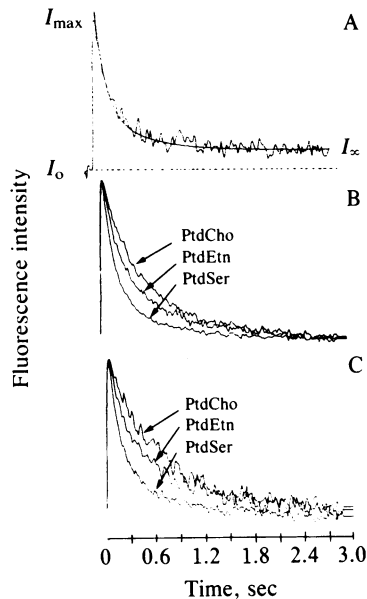 A
I max
I∞
Io
B
PtdCho
PtdEtn
PtdSer
Fluorescence intensity
C
PtdCho
PtdEtn
PtdSer
0 0.6 1.2 1.8 2.4 3.0
Time, sec